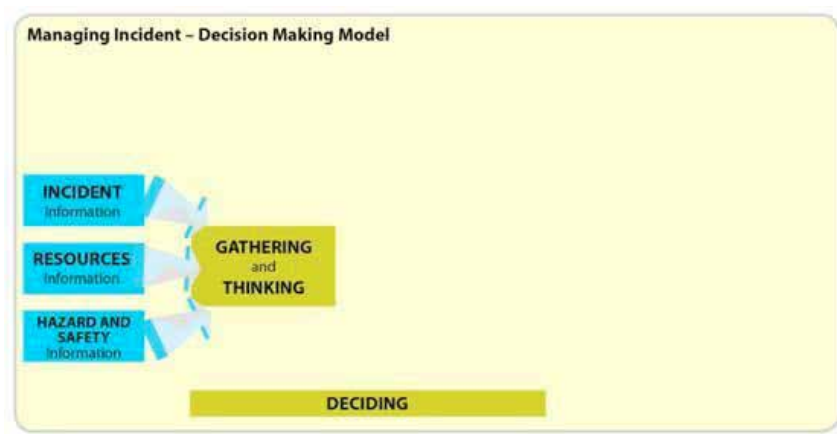 Managing Incident – Decision Making Model
INCIDENT
Information
RESOURCES
Information
HAZARD AND
SAFETY
Information
GATHERING
and
THINKING
DECIDING